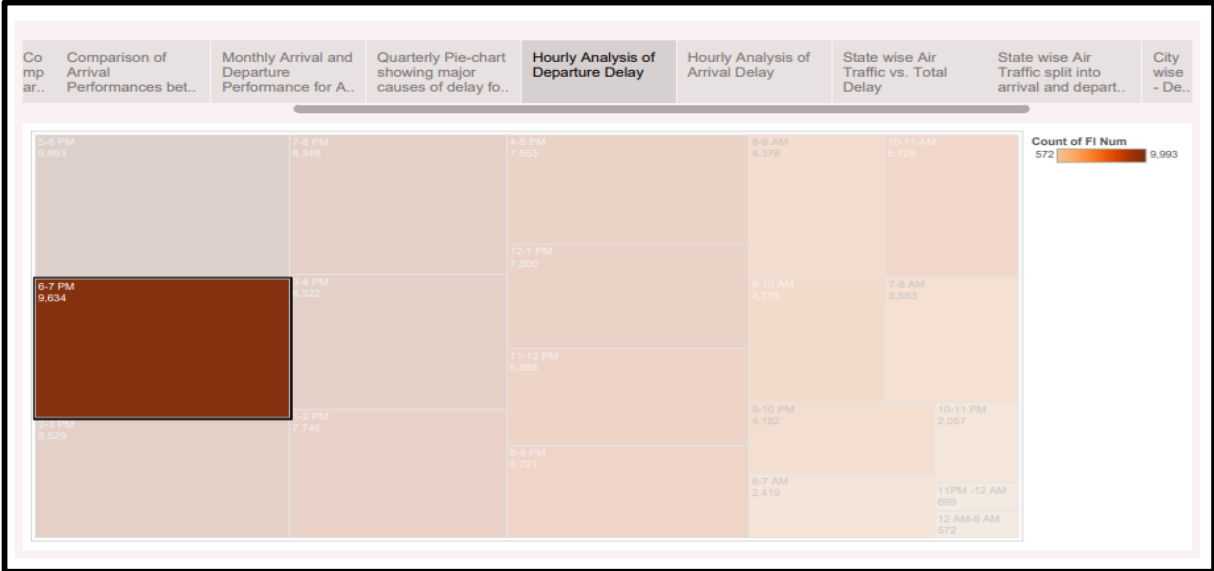 Co
mp
ar..
Comparison of
Arrival
Performances bet..
Monthly Arrival and
Departure
Performance for A..
Quarterly Pie-chart
showing major
causes of delay fo..
Hourly Analysis of
Departure Delay
Hourly Analysis of
Arrival Delay
State wise Air
Traffic vs. Total
Delay
State wise Air
Traffic split into
arrival and depart..
City
wise
- De..
5-6 PM
9,993
6-7 PM
9,634
2-3 PM
8,529
7-8 PM
8,348
3-4 PM
8,322
1-2 PM
7,746
4-5 PM
7,553
12-1 PM
7,300
11-12 PM
6,888
8-9 PM
6,721
8-9 AM
4,378
10-11 AM
5,728
9-10 AM
4,774
7-8 AM
3,563
9-10 PM
4,182
6-7 AM
2,419
10-11 PM
2,057
11PM -12 AM
699
12 AM-6 AM
572
Count of Fl Num
572
9,993